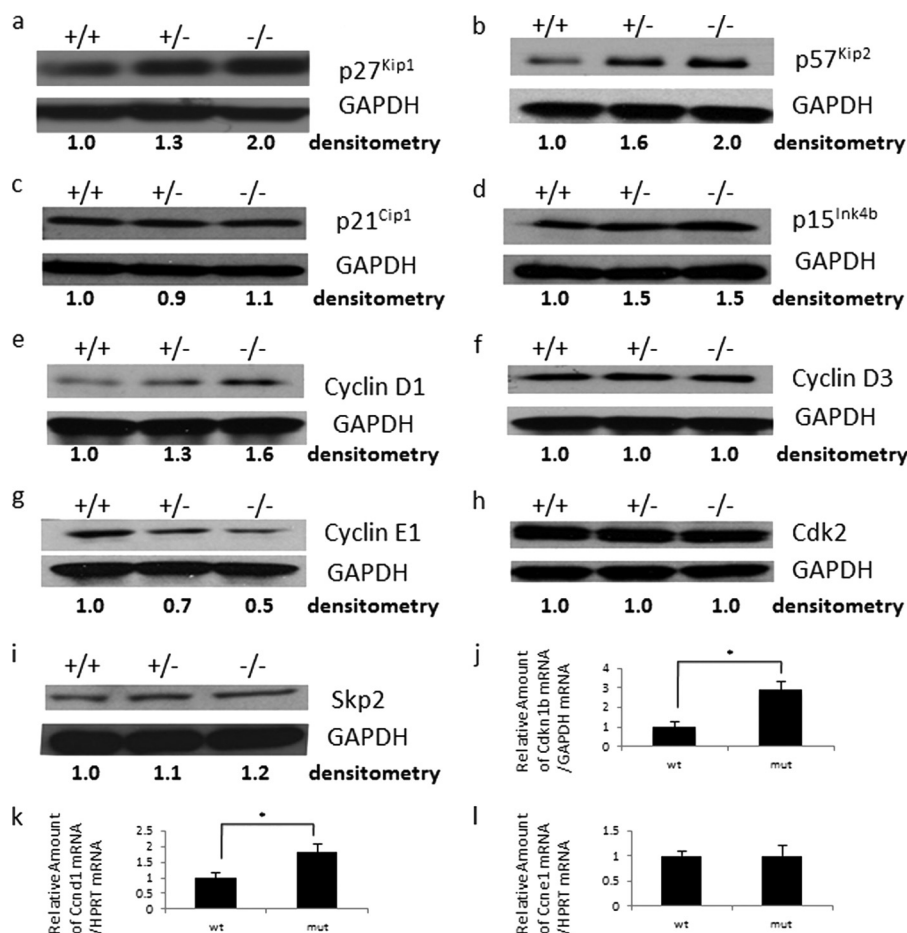 a
+/+ +/- -/-
p27Kip1
GAPDH
1.0 1.3 2.0 densitometry
b
+/+ +/- -/-
p57Kip2
GAPDH
1.0 1.6 2.0 densitometry
c
+/+ +/- -/-
p21Cip1
GAPDH
1.0 0.9 1.1 densitometry
d
+/+ +/- -/-
p15Ink4b
GAPDH
1.0 1.5 1.5 densitometry
e
+/+ +/- -/-
Cyclin D1
GAPDH
1.0 1.3 1.6 densitometry
f
+/+ +/- -/-
Cyclin D3
GAPDH
1.0 1.0 1.0 densitometry
g
+/+ +/- -/-
Cyclin E1
GAPDH
1.0 0.7 0.5 densitometry
h
+/+ +/- -/-
Cdk2
GAPDH
1.0 1.0 1.0 densitometry
i
+/+ +/- -/-
Skp2
GAPDH
1.0 1.1 1.2 densitometry
j
Relative Amount
of Cdkn1b mRNA
/GAPDH mRNA
4
3
2
1
0
*
wt mut
k
Relative Amount
of Ccnd1 mRNA
/HPRT mRNA
2.5
2
1.5
1
0.5
0
*
wt mut
l
Relative Amount
of Ccne1 mRNA
/HPRT mRNA
1.5
1
0.5
0
wt mut